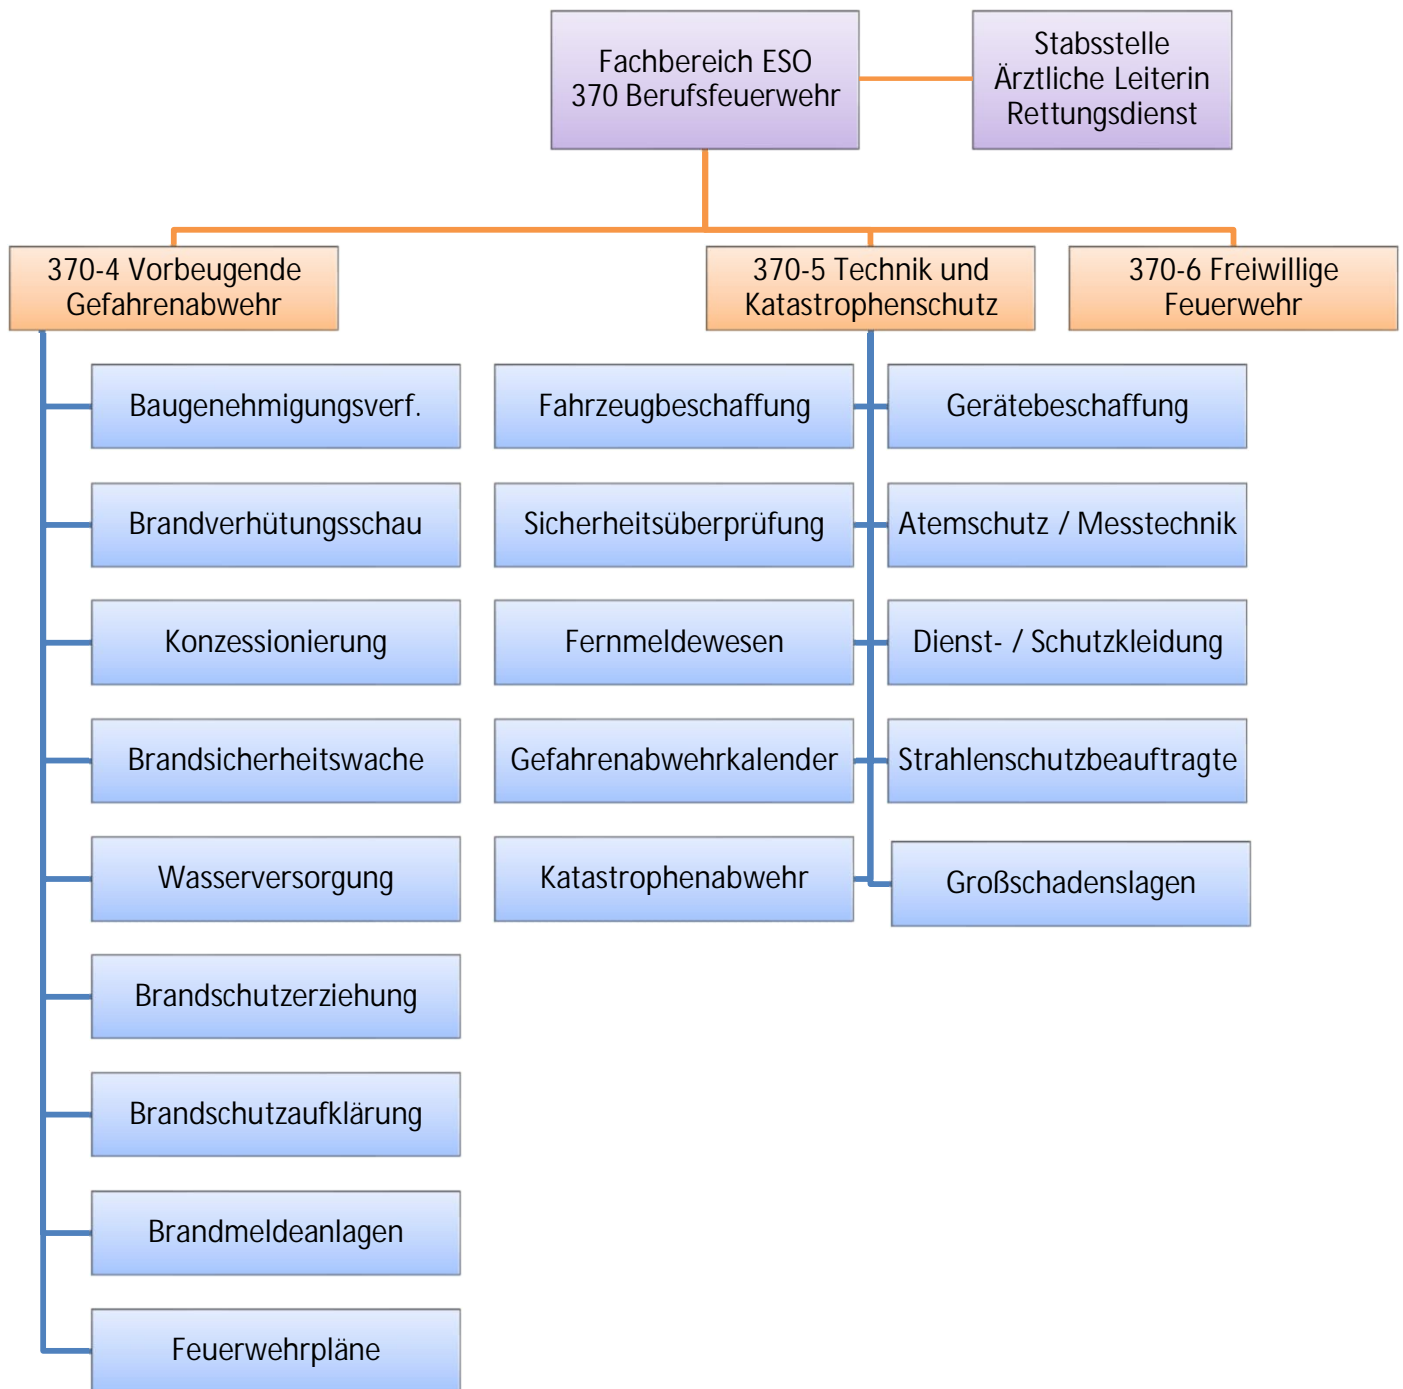 Fachbereich ESO
370 Berufsfeuerwehr
Stabsstelle
Ärztliche Leiterin
Rettungsdienst
370-4 Vorbeugende
Gefahrenabwehr
370-5 Technik und
Katastrophenschutz
370-6 Freiwillige
Feuerwehr
Baugenehmigungsverf.
Brandverhütungsschau
Konzessionierung
Brandsicherheitswache
Wasserversorgung
Brandschutzerziehung
Brandschutzaufklärung
Brandmeldeanlagen
Feuerwehrpläne
Fahrzeugbeschaffung
Gerätebeschaffung
Sicherheitsüberprüfung
Atemschutz / Messtechnik
Fernmeldewesen
Dienst- / Schutzkleidung
Gefahrenabwehrkalender
Strahlenschutzbeauftragte
Katastrophenabwehr
Großschadenslagen